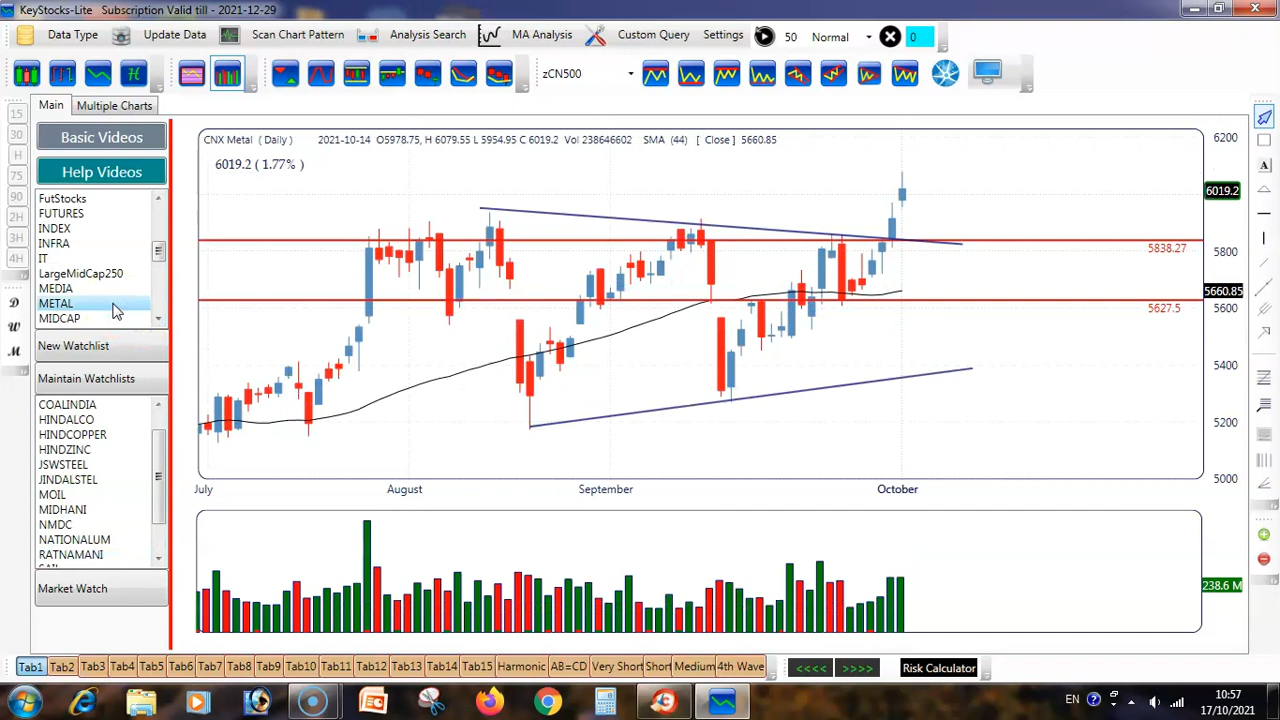 KeyStocks-Lite Subscription Valid till - 2021-12-29
Data Type Update Data Scan Chart Pattern Analysis Search MA Analysis Custom Query Settings 50 Normal 0
zCN500
Main Multiple Charts
15
30
H
75
90
2H
3H
4H
D
W
M
Basic Videos
Help Videos
FutStocks
FUTURES
INDEX
INFRA
IT
LargeMidCap250
MEDIA
METAL
MIDCAP
New Watchlist
Maintain Watchlists
COALINDIA
HINDALCO
HINDCOPPER
HINDZINC
JSWSTEEL
JINDALSTEL
MOIL
MIDHANI
NMDC
NATIONALUM
RATNAMANI
Market Watch
CNX Metal ( Daily ) 2021-10-14 O5978.75, H 6079.55 L 5954.95 C 6019.2 Vol 238646602 SMA (44) [ Close ] 5660.85
6019.2 ( 1.77% )
6200
6019.2
5838.27
5800
5660.85
5627.5
5600
5400
5200
5000
July August September October
238.6 M
Tab1 Tab2 Tab3 Tab4 Tab5 Tab6 Tab7 Tab8 Tab9 Tab10 Tab11 Tab12 Tab13 Tab14 Tab15 Harmonic AB=CD Very Short Short Medium 4th Wave <<<< >>>> Risk Calculator
EN 10:57
17/10/2021